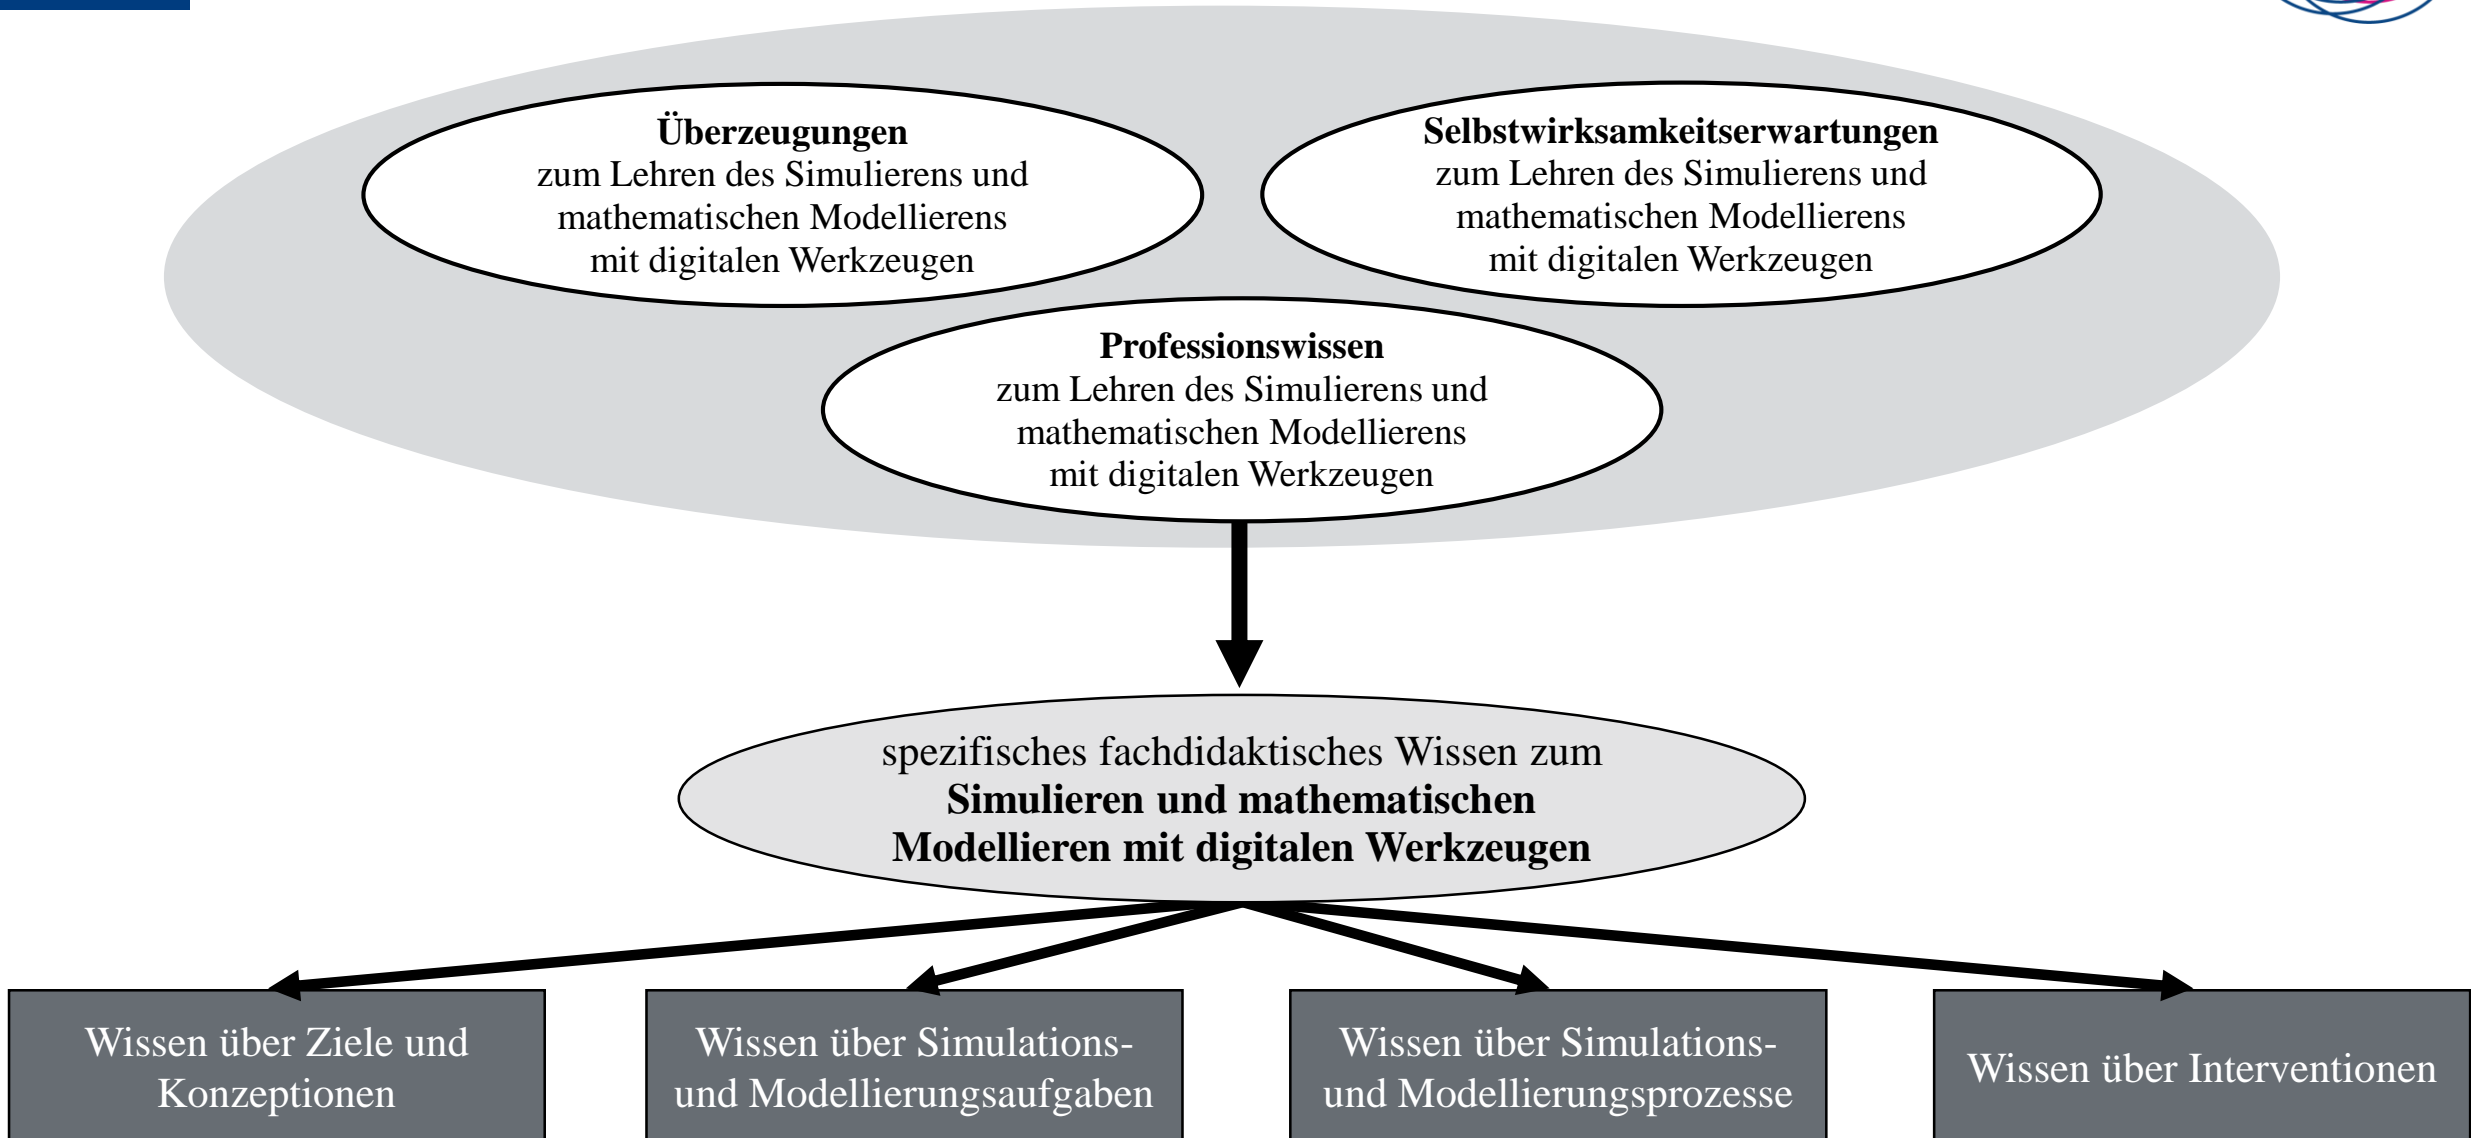 Überzeugungen
zum Lehren des Simulierens und
mathematischen Modellierens
mit digitalen Werkzeugen
Selbstwirksamkeitserwartungen
zum Lehren des Simulierens und
mathematischen Modellierens
mit digitalen Werkzeugen
Professionswissen
zum Lehren des Simulierens und
mathematischen Modellierens
mit digitalen Werkzeugen
spezifisches fachdidaktisches Wissen zum
Simulieren und mathematischen
Modellieren mit digitalen Werkzeugen
Wissen über Ziele und
Konzeptionen
Wissen über Simulations-
und Modellierungsaufgaben
Wissen über Simulations-
und Modellierungsprozesse
Wissen über Interventionen